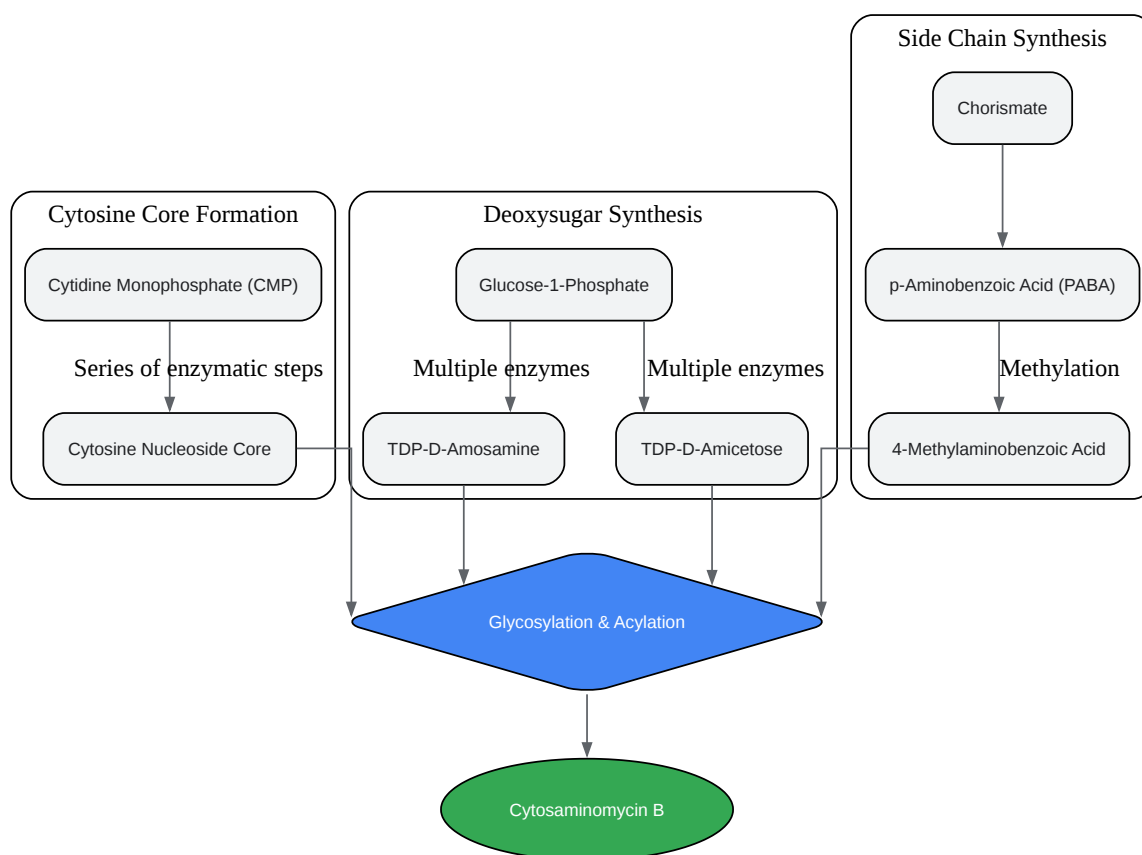 Side Chain Synthesis
Chorismate
Cytosine Core Formation
Deoxysugar Synthesis
Cytidine Monophosphate (CMP)
Glucose-1-Phosphate
p-Aminobenzoic Acid (PABA)
Series of enzymatic steps
Multiple enzymes
Multiple enzymes
Methylation
Cytosine Nucleoside Core
TDP-D-Amosamine
TDP-D-Amicetose
4-Methylaminobenzoic Acid
Glycosylation & Acylation
Cytosaminomycin B